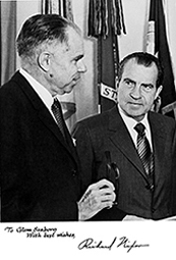 To Glenn Seaborg
With best wishes
Richard Nixon